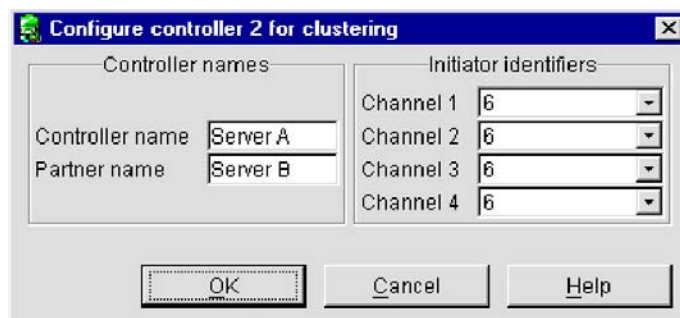 Configure controller 2 for clustering
Controller names
Controller name Server A
Partner name Server B
Initiator identifiers
Channel 1 6
Channel 2 6
Channel 3 6
Channel 4 6
OK Cancel Help